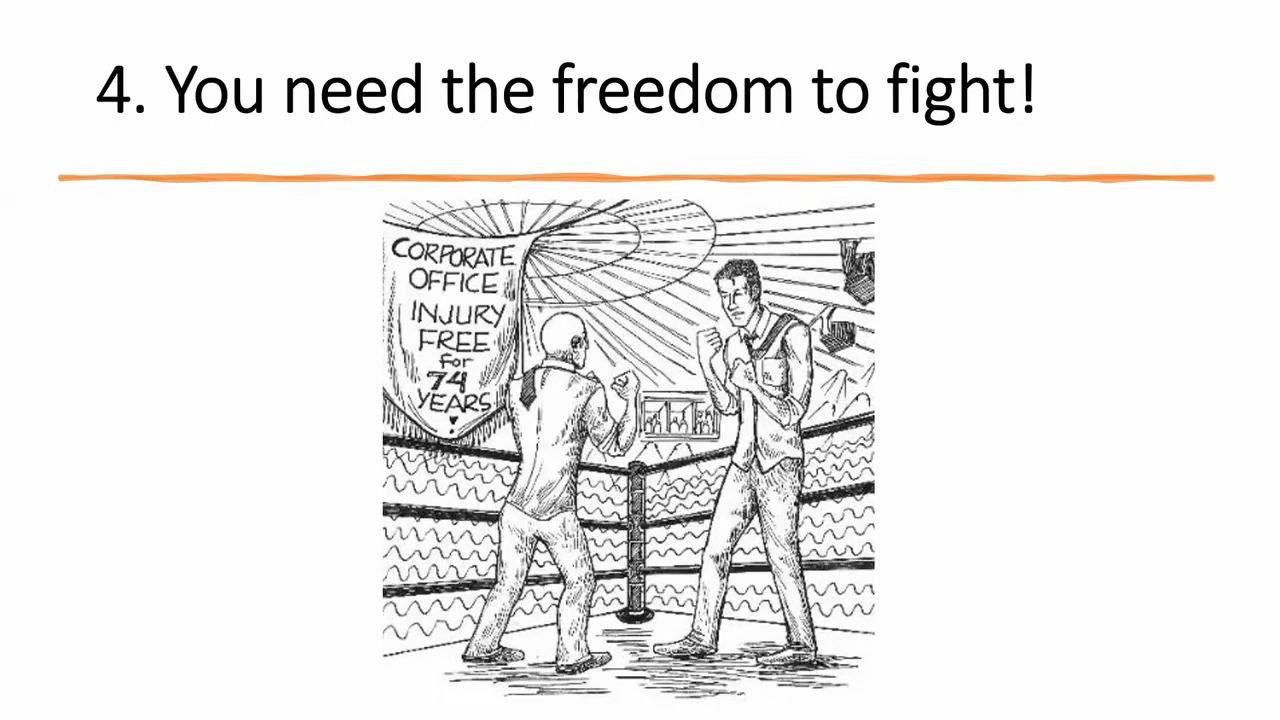 4. You need the freedom to fight!
CORPORATE
OFFICE
INJURY
FREE
for
74
YEARS